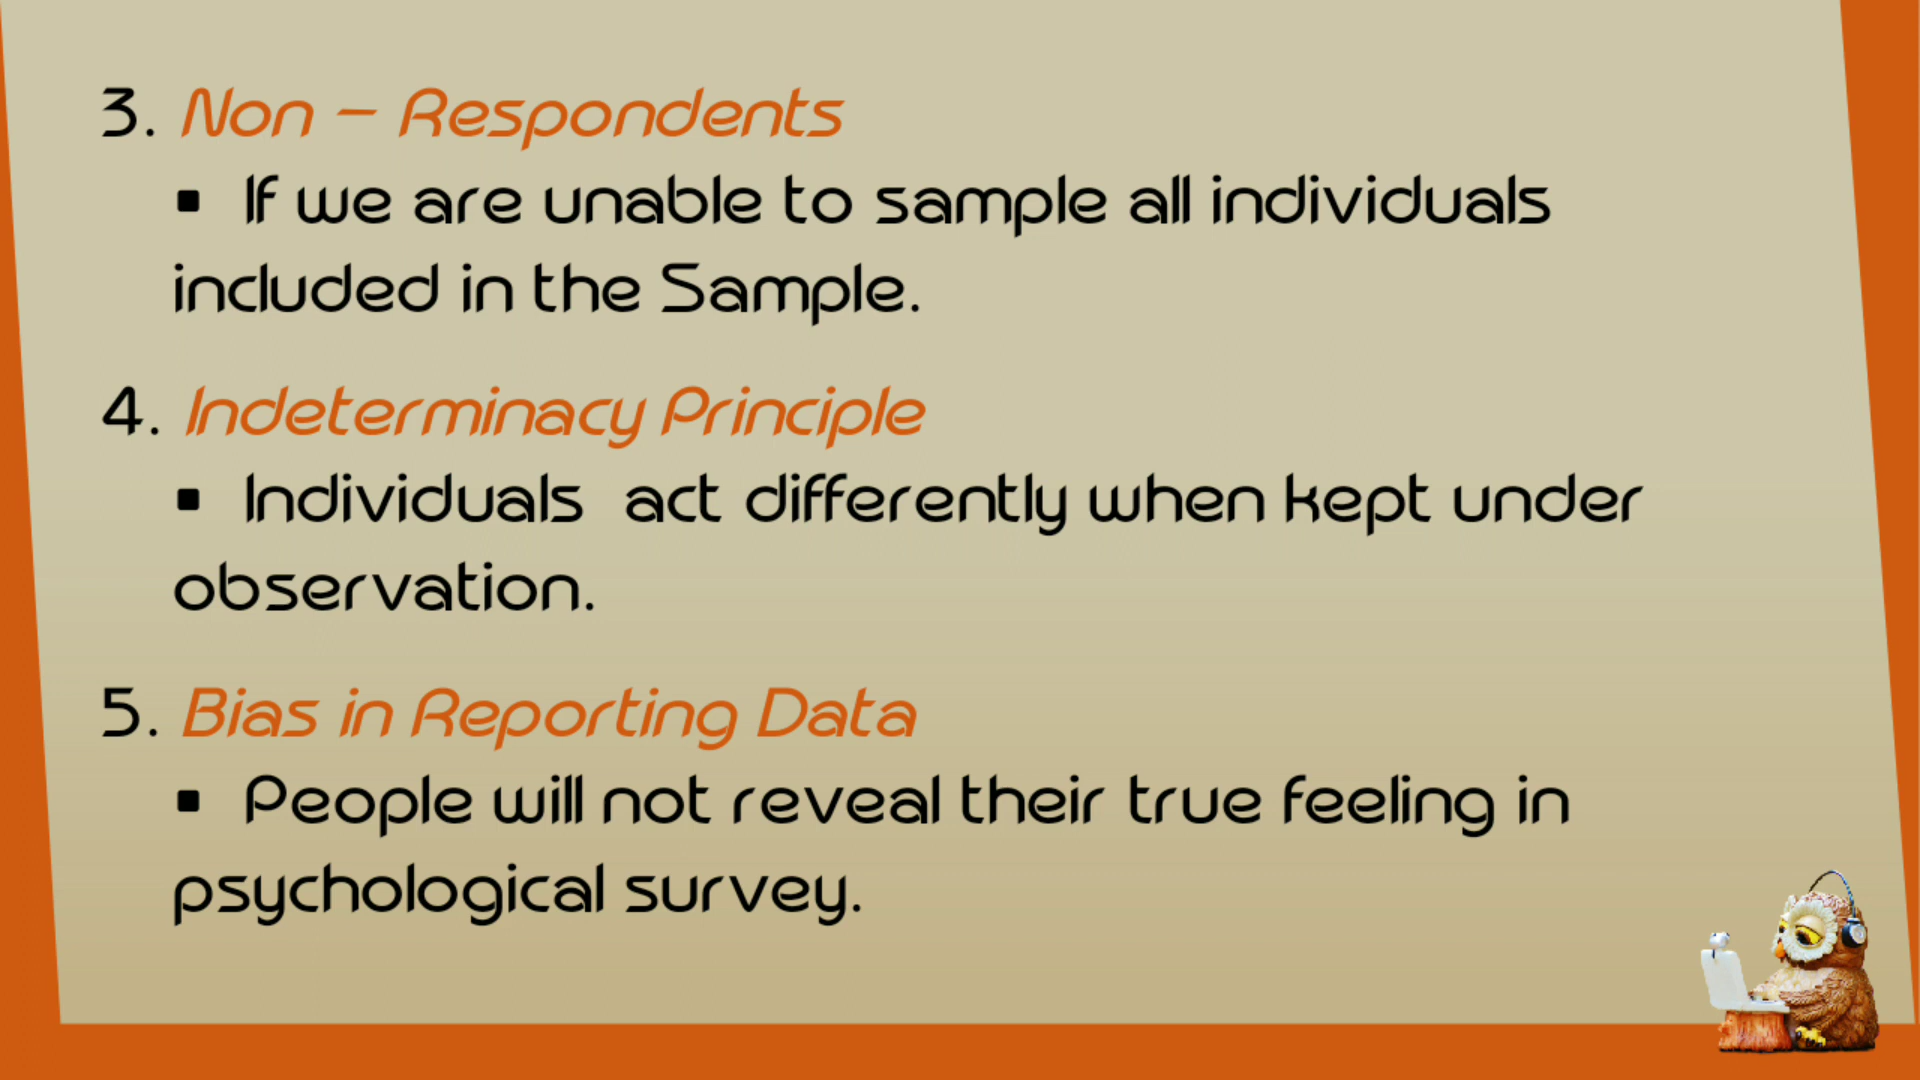 3. Non – Respondents
▪ If we are unable to sample all individuals
included in the Sample.
4. Indeterminacy Principle
▪ Individuals act differently when kept under
observation.
5. Bias in Reporting Data
▪ People will not reveal their true feeling in
psychological survey.